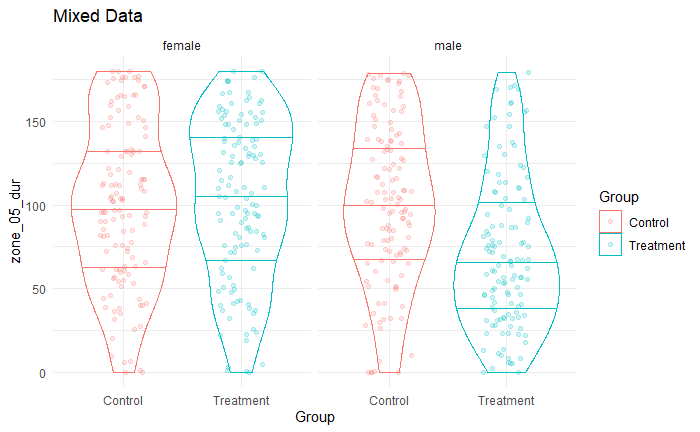 Mixed Data
female
male
zone_05_dur
150
100
50
0
Control
Treatment
Control
Treatment
Group
Group
Control
Treatment